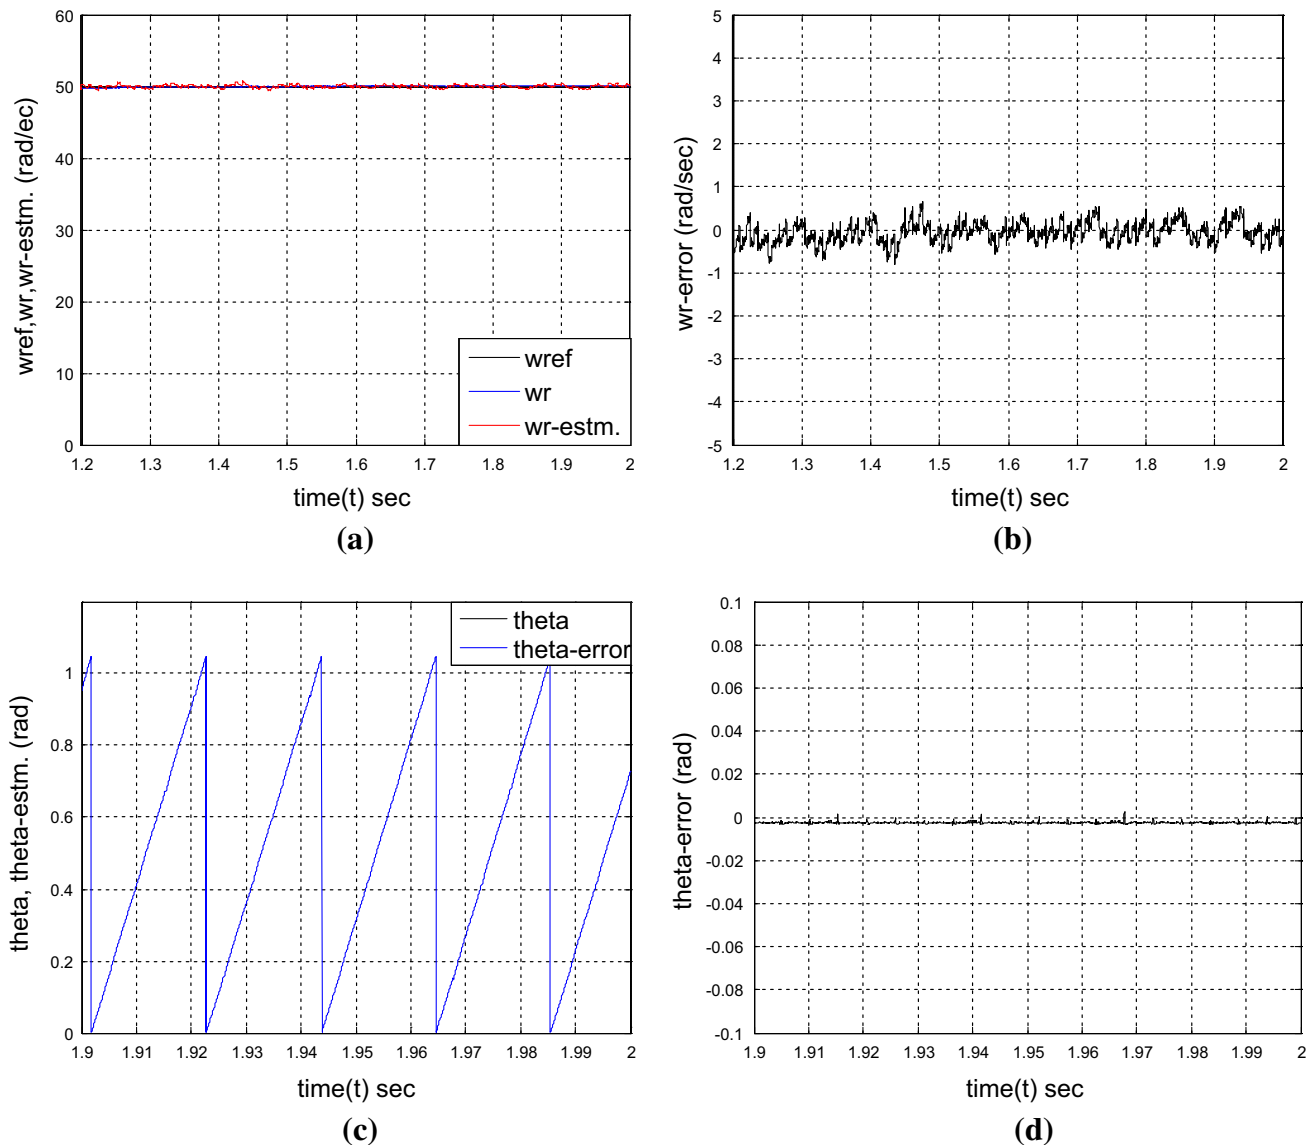 60
50
40
30
20
10
0
wref,wr,wr-estm. (rad/ec)
wref
wr
wr-estm.
1.2 1.3 1.4 1.5 1.6 1.7 1.8 1.9 2
time(t) sec
(a)
5
4
3
2
1
0
-1
-2
-3
-4
-5
wr-error (rad/sec)
1.2 1.3 1.4 1.5 1.6 1.7 1.8 1.9 2
time(t) sec
(b)
1
0.8
0.6
0.4
0.2
0
theta, theta-estm. (rad)
theta
theta-error
1.9 1.91 1.92 1.93 1.94 1.95 1.96 1.97 1.98 1.99 2
time(t) sec
(c)
0.1
0.08
0.06
0.04
0.02
0
-0.02
-0.04
-0.06
-0.08
-0.1
theta-error (rad)
1.9 1.91 1.92 1.93 1.94 1.95 1.96 1.97 1.98 1.99 2
time(t) sec
(d)